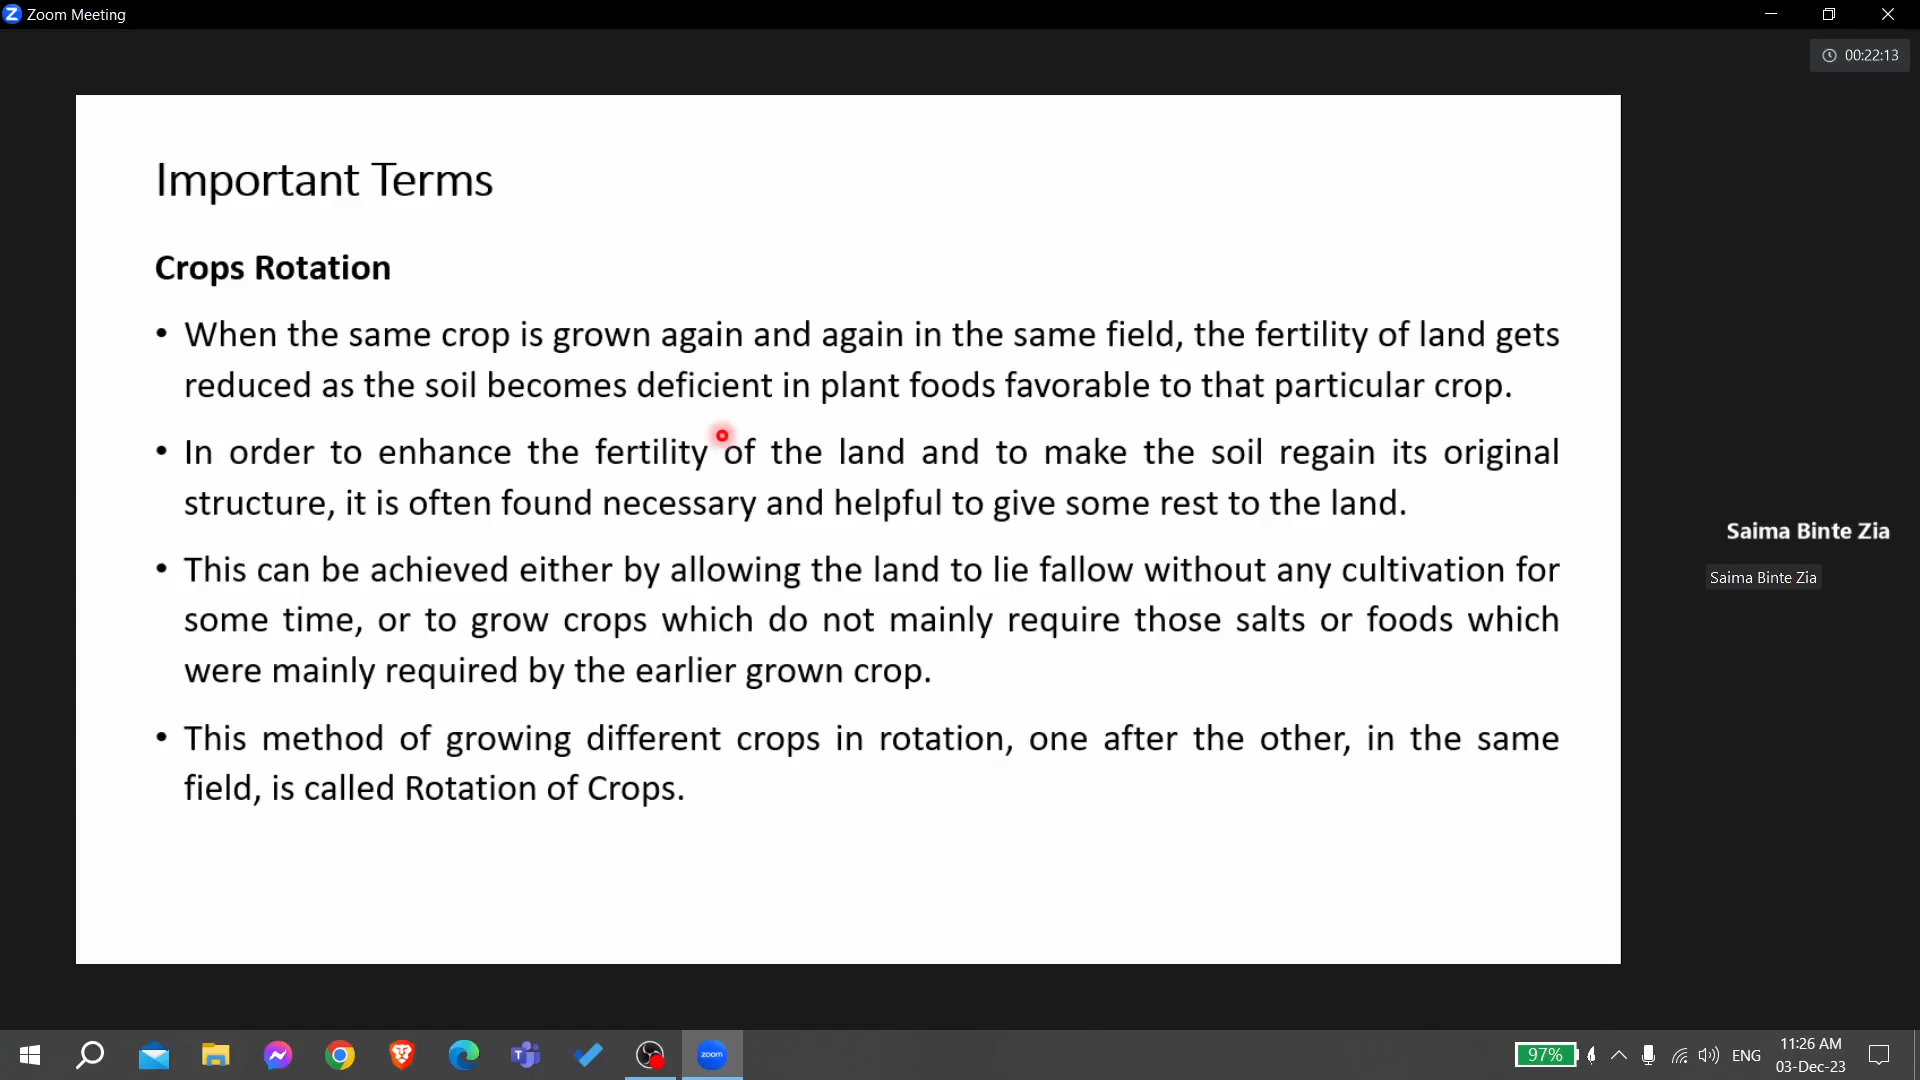 Zoom Meeting
00:22:13
Important Terms
Crops Rotation
• When the same crop is grown again and again in the same field, the fertility of land gets
reduced as the soil becomes deficient in plant foods favorable to that particular crop.
• In order to enhance the fertility of the land and to make the soil regain its original
structure, it is often found necessary and helpful to give some rest to the land.
• This can be achieved either by allowing the land to lie fallow without any cultivation for
some time, or to grow crops which do not mainly require those salts or foods which
were mainly required by the earlier grown crop.
• This method of growing different crops in rotation, one after the other, in the same
field, is called Rotation of Crops.
Saima Binte Zia
Saima Binte Zia
zoom
97%
ENG
11:26 AM
03-Dec-23